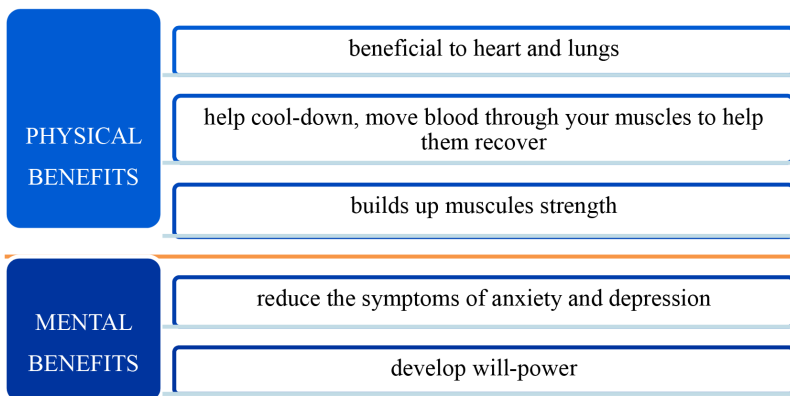 PHYSICAL
BENEFITS
beneficial to heart and lungs
help cool-down, move blood through your muscles to help
them recover
builds up muscules strength
MENTAL
BENEFITS
reduce the symptoms of anxiety and depression
develop will-power